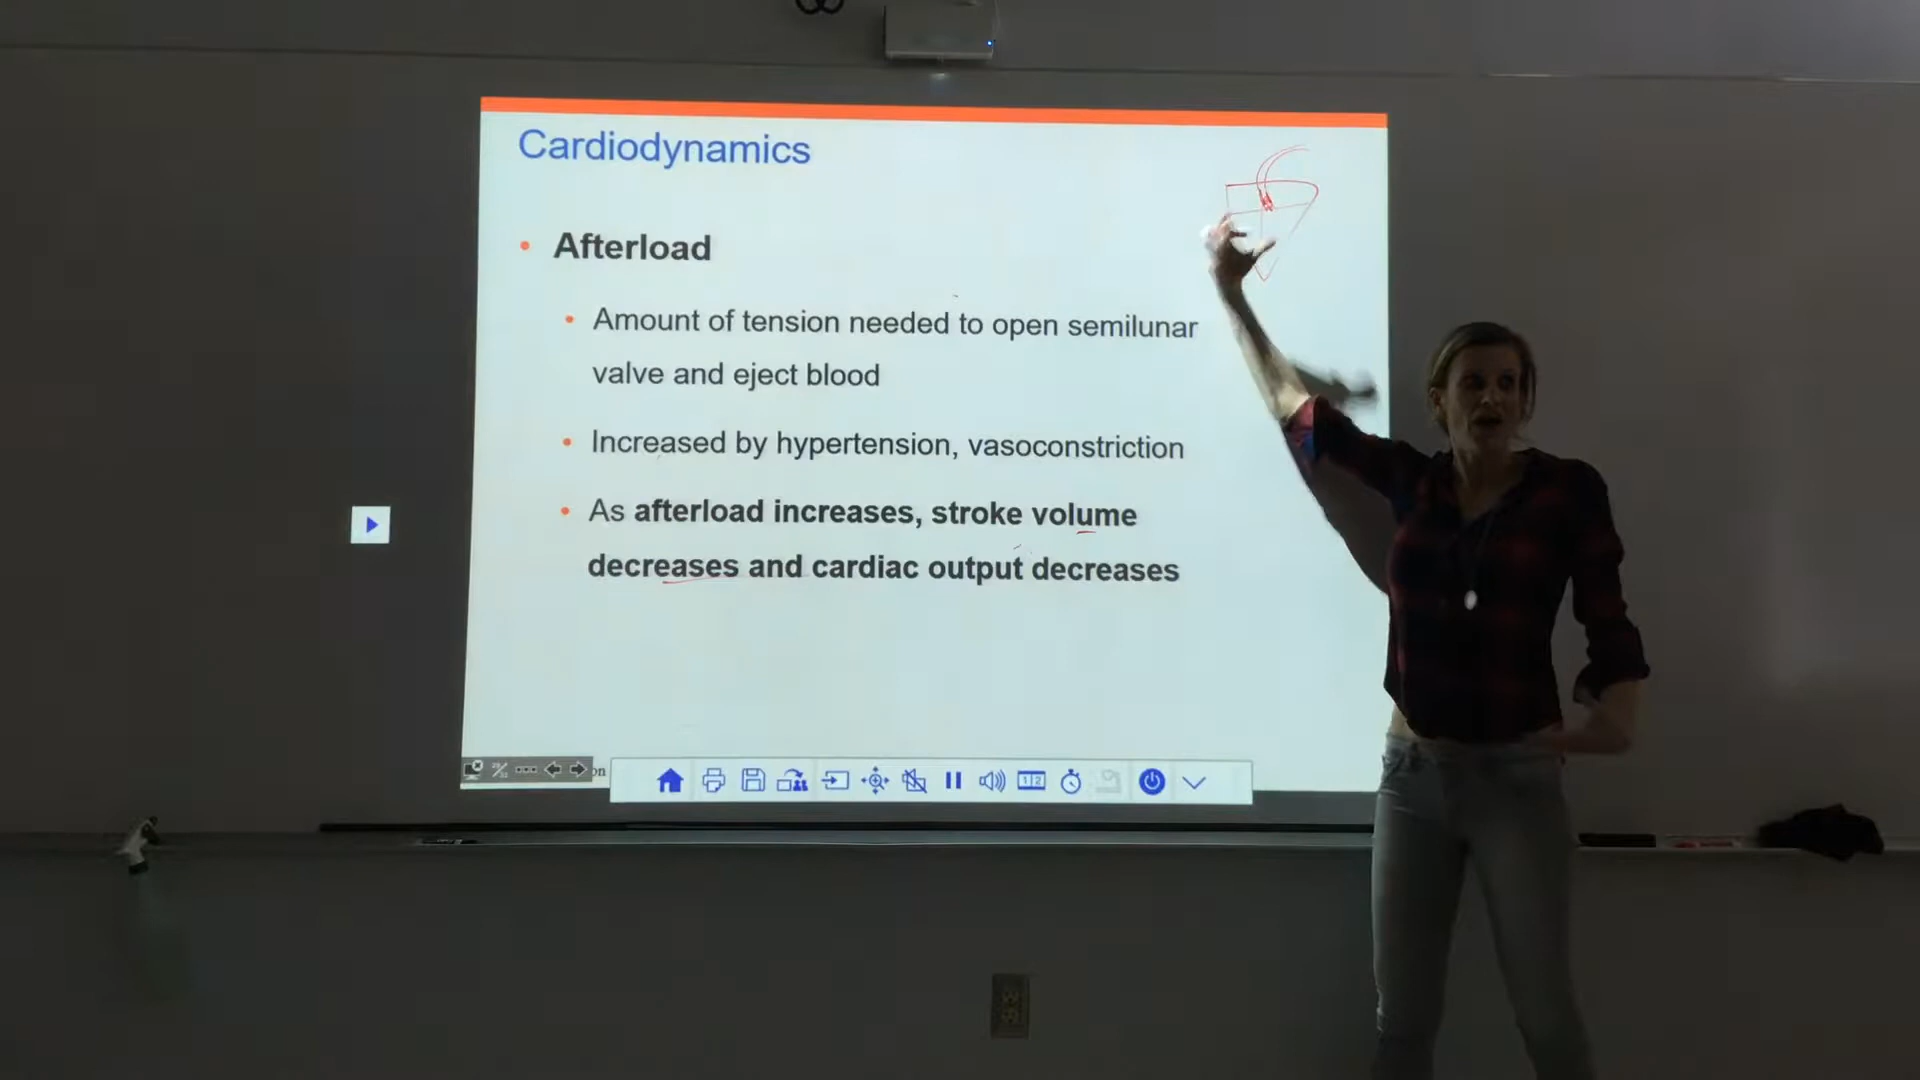 Cardiodynamics
• Afterload
• Amount of tension needed to open semilunar
valve and eject blood
• Increased by hypertension, vasoconstriction
• As afterload increases, stroke volume
decreases and cardiac output decreases
on